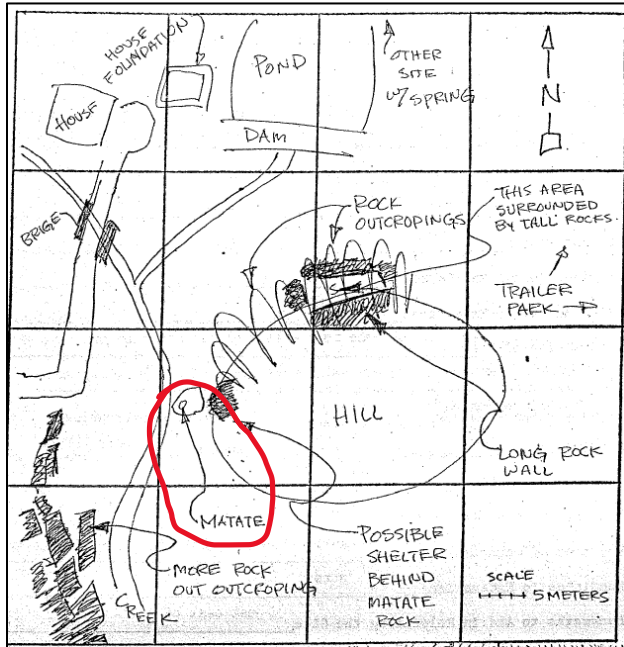 HOUSE
FOUNDATION
POND
OTHER
SITE
W/ SPRING
N
HOUSE
DAM
BRIGE
ROCK
OUTCROPINGS
THIS AREA
SURROUNDED
BY TALL ROCKS.
TRAILER
PARK
HILL
LONG ROCK
WALL
MATATE
POSSIBLE
SHELTER
BEHIND
MATATE
ROCK
MORE ROCK
OUT OUTCROPING
CREEK
SCALE
5 METERS